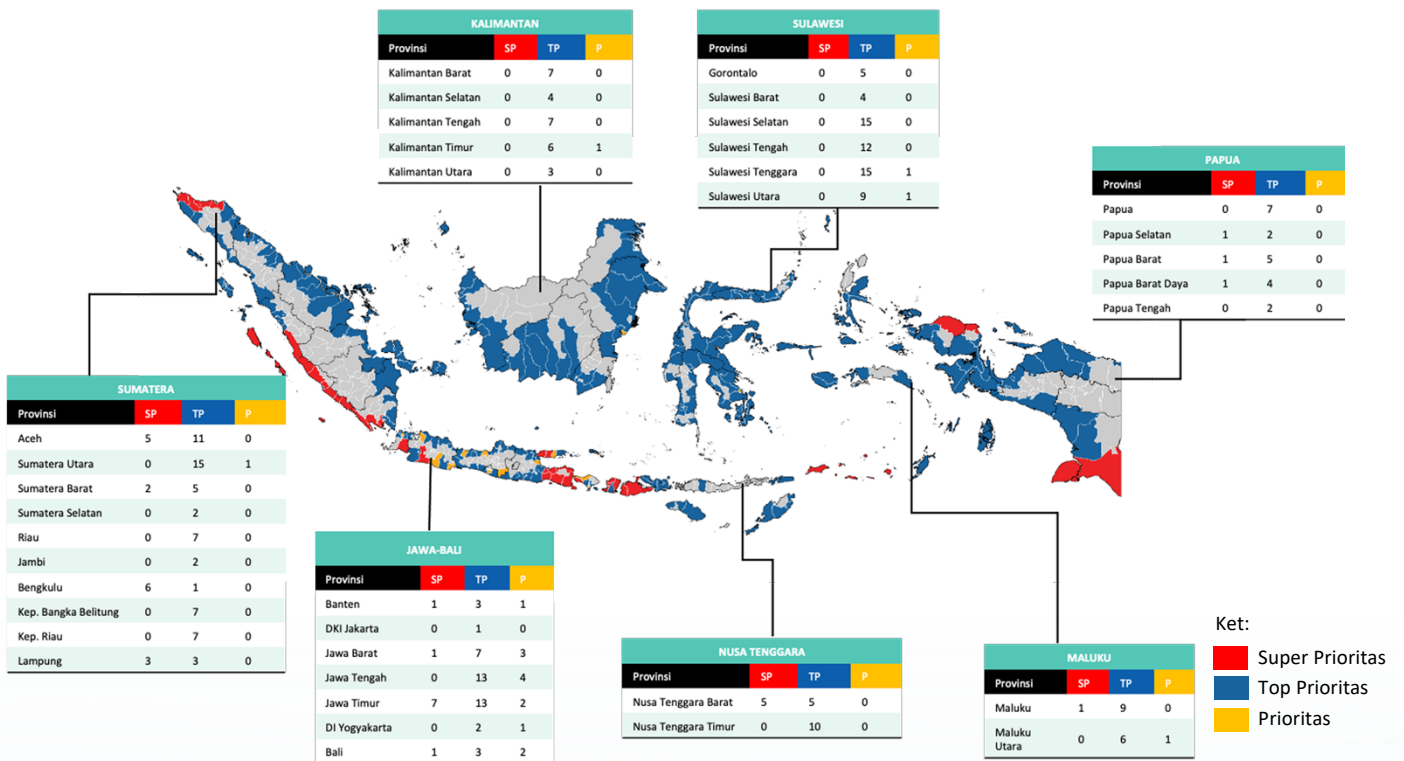 KALIMANTAN
Provinsi SP TP P
Kalimantan Barat 0 7 0
Kalimantan Selatan 0 4 0
Kalimantan Tengah 0 7 0
Kalimantan Timur 0 6 1
Kalimantan Utara 0 3 0
SULAWESI
Provinsi SP TP P
Gorontalo 0 5 0
Sulawesi Barat 0 4 0
Sulawesi Selatan 0 15 0
Sulawesi Tengah 0 12 0
Sulawesi Tenggara 0 15 1
Sulawesi Utara 0 9 1
PAPUA
Provinsi SP TP P
Papua 0 7 0
Papua Selatan 1 2 0
Papua Barat 1 5 0
Papua Barat Daya 1 4 0
Papua Tengah 0 2 0
SUMATERA
Provinsi SP TP P
Aceh 5 11 0
Sumatera Utara 0 15 1
Sumatera Barat 2 5 0
Sumatera Selatan 0 2 0
Riau 0 7 0
Jambi 0 2 0
Bengkulu 6 1 0
Kep. Bangka Belitung 0 7 0
Kep. Riau 0 7 0
Lampung 3 3 0
JAWA-BALI
Provinsi SP TP P
Banten 1 3 1
DKI Jakarta 0 1 0
Jawa Barat 1 7 3
Jawa Tengah 0 13 4
Jawa Timur 7 13 2
DI Yogyakarta 0 2 1
Bali 1 3 2
NUSA TENGGARA
Provinsi SP TP P
Nusa Tenggara Barat 5 5 0
Nusa Tenggara Timur 0 10 0
MALUKU
Provinsi SP TP P
Maluku 1 9 0
Maluku
Utara 0 6 1
Ket:
Super Prioritas
Top Prioritas
Prioritas